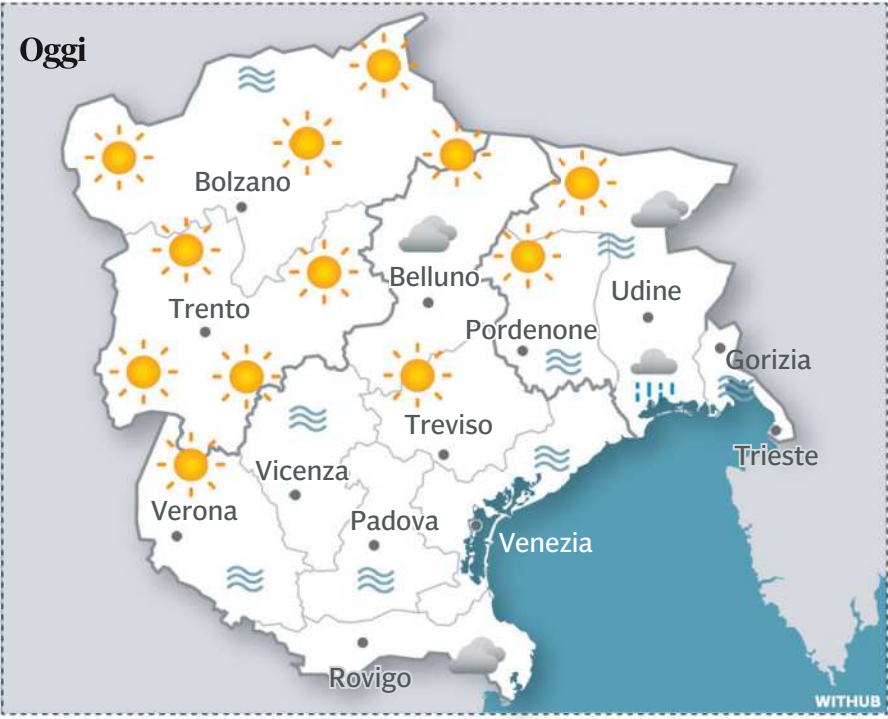 Oggi
Bolzano
Belluno
Udine
Trento
Pordenone
Gorizia
Treviso
Trieste
Vicenza
Verona
Padova
Venezia
Rovigo
WITHUB